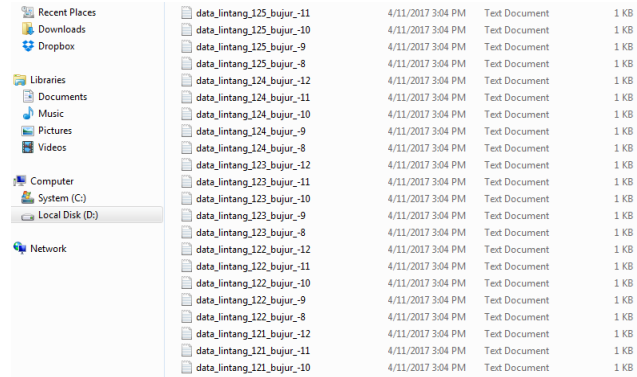 Recent Places
Downloads
Dropbox
Libraries
Documents
Music
Pictures
Videos
Computer
System (C:)
Local Disk (D:)
Network
data_lintang_125_bujur_-11 4/11/2017 3:04 PM Text Document 1 KB
data_lintang_125_bujur_-10 4/11/2017 3:04 PM Text Document 1 KB
data_lintang_125_bujur_-9 4/11/2017 3:04 PM Text Document 1 KB
data_lintang_125_bujur_-8 4/11/2017 3:04 PM Text Document 1 KB
data_lintang_124_bujur_-12 4/11/2017 3:04 PM Text Document 1 KB
data_lintang_124_bujur_-11 4/11/2017 3:04 PM Text Document 1 KB
data_lintang_124_bujur_-10 4/11/2017 3:04 PM Text Document 1 KB
data_lintang_124_bujur_-9 4/11/2017 3:04 PM Text Document 1 KB
data_lintang_124_bujur_-8 4/11/2017 3:04 PM Text Document 1 KB
data_lintang_123_bujur_-12 4/11/2017 3:04 PM Text Document 1 KB
data_lintang_123_bujur_-11 4/11/2017 3:04 PM Text Document 1 KB
data_lintang_123_bujur_-10 4/11/2017 3:04 PM Text Document 1 KB
data_lintang_123_bujur_-9 4/11/2017 3:04 PM Text Document 1 KB
data_lintang_123_bujur_-8 4/11/2017 3:04 PM Text Document 1 KB
data_lintang_122_bujur_-12 4/11/2017 3:04 PM Text Document 1 KB
data_lintang_122_bujur_-11 4/11/2017 3:04 PM Text Document 1 KB
data_lintang_122_bujur_-10 4/11/2017 3:04 PM Text Document 1 KB
data_lintang_122_bujur_-9 4/11/2017 3:04 PM Text Document 1 KB
data_lintang_122_bujur_-8 4/11/2017 3:04 PM Text Document 1 KB
data_lintang_121_bujur_-12 4/11/2017 3:04 PM Text Document 1 KB
data_lintang_121_bujur_-11 4/11/2017 3:04 PM Text Document 1 KB
data_lintang_121_bujur_-10 4/11/2017 3:04 PM Text Document 1 KB